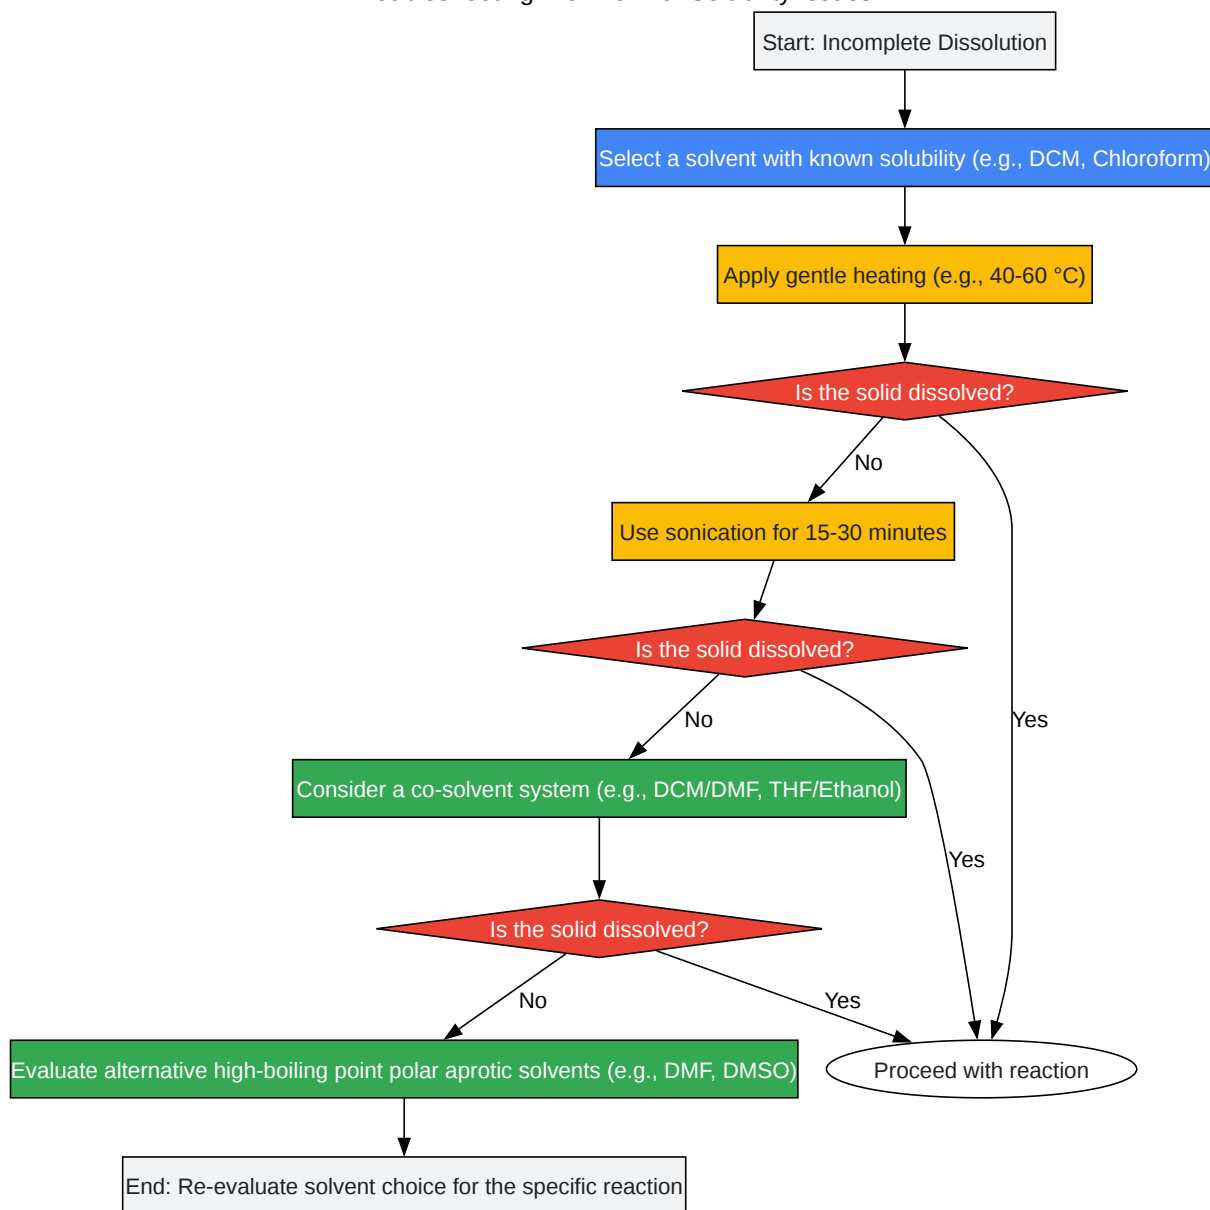 Start: Incomplete Dissolution
Select a solvent with known solubility (e.g., DCM, Chloroform)
Apply gentle heating (e.g., 40-60 °C)
Is the solid dissolved?
No
Use sonication for 15-30 minutes
Is the solid dissolved?
No
Yes
Consider a co-solvent system (e.g., DCM/DMF, THF/Ethanol)
Yes
Is the solid dissolved?
No
Yes
Evaluate alternative high-boiling point polar aprotic solvents (e.g., DMF, DMSO)
Proceed with reaction
End: Re-evaluate solvent choice for the specific reaction